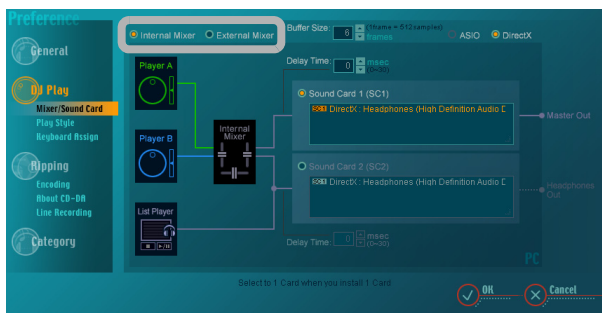 Preference
General
DJ Play
Mixer/Sound Card
Play Style
Keyboard Assign
Ripping
Encoding
About CD-DA
Line Recording
Category
Internal Mixer
External Mixer
Buffer Size:
6
(1frame = 512samples)
frames
ASIO
DirectX
Delay Time:
0
msec
(0~30)
Player A
Player B
List Player
Internal
Mixer
Sound Card 1 (SC1)
SC1 DirectX : Headphones (High Definition Audio D
Master Out
Sound Card 2 (SC2)
DirectX : Headphones (High Definition Audio D
Headphones
Out
Delay Time:
0
msec
(0~30)
PC
Select to 1 Card when you install 1 Card
OK
Cancel